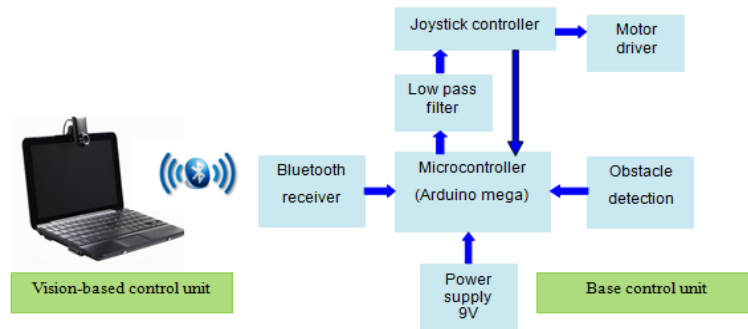 Joystick controller
Motor
driver
Low pass
filter
Bluetooth
receiver
Microcontroller
(Arduino mega)
Obstacle
detection
Power
supply
9V
Vision-based control unit
Base control unit